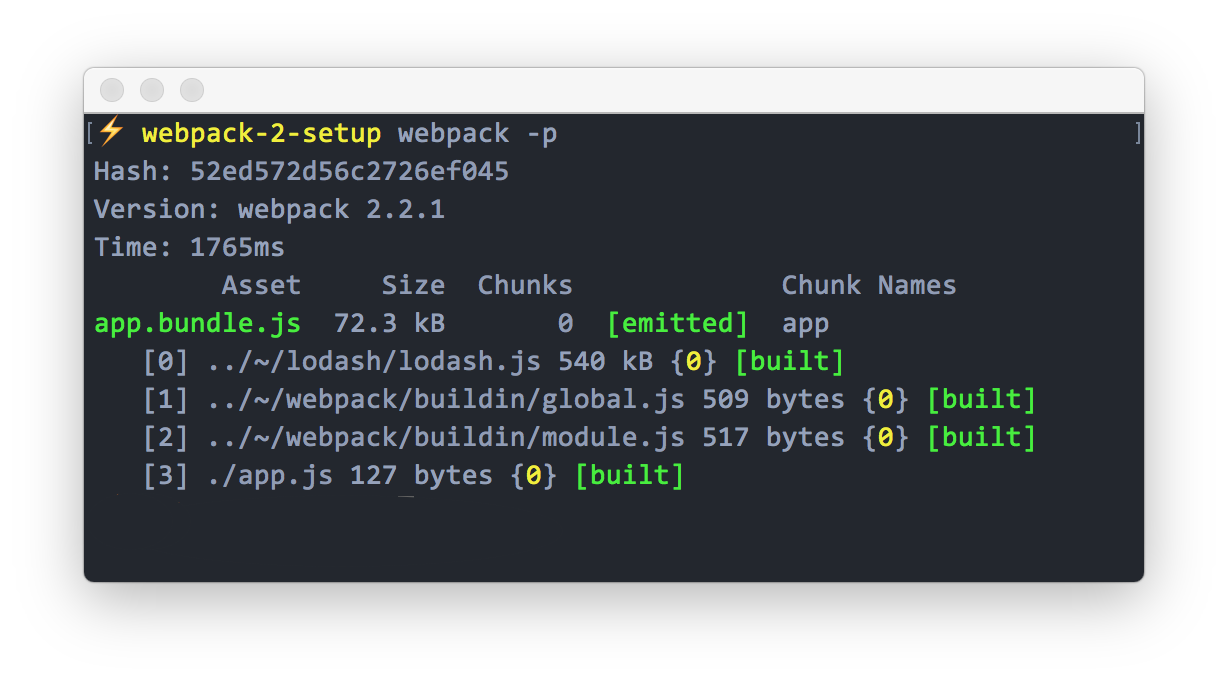 [⚡ webpack-2-setup webpack -p ]
Hash: 52ed572d56c2726ef045
Version: webpack 2.2.1
Time: 1765ms
Asset Size Chunks Chunk Names
app.bundle.js 72.3 kB 0 [emitted] app
[0] ../~/lodash/lodash.js 540 kB {0} [built]
[1] ../~/webpack/buildin/global.js 509 bytes {0} [built]
[2] ../~/webpack/buildin/module.js 517 bytes {0} [built]
[3] ./app.js 127 bytes {0} [built]